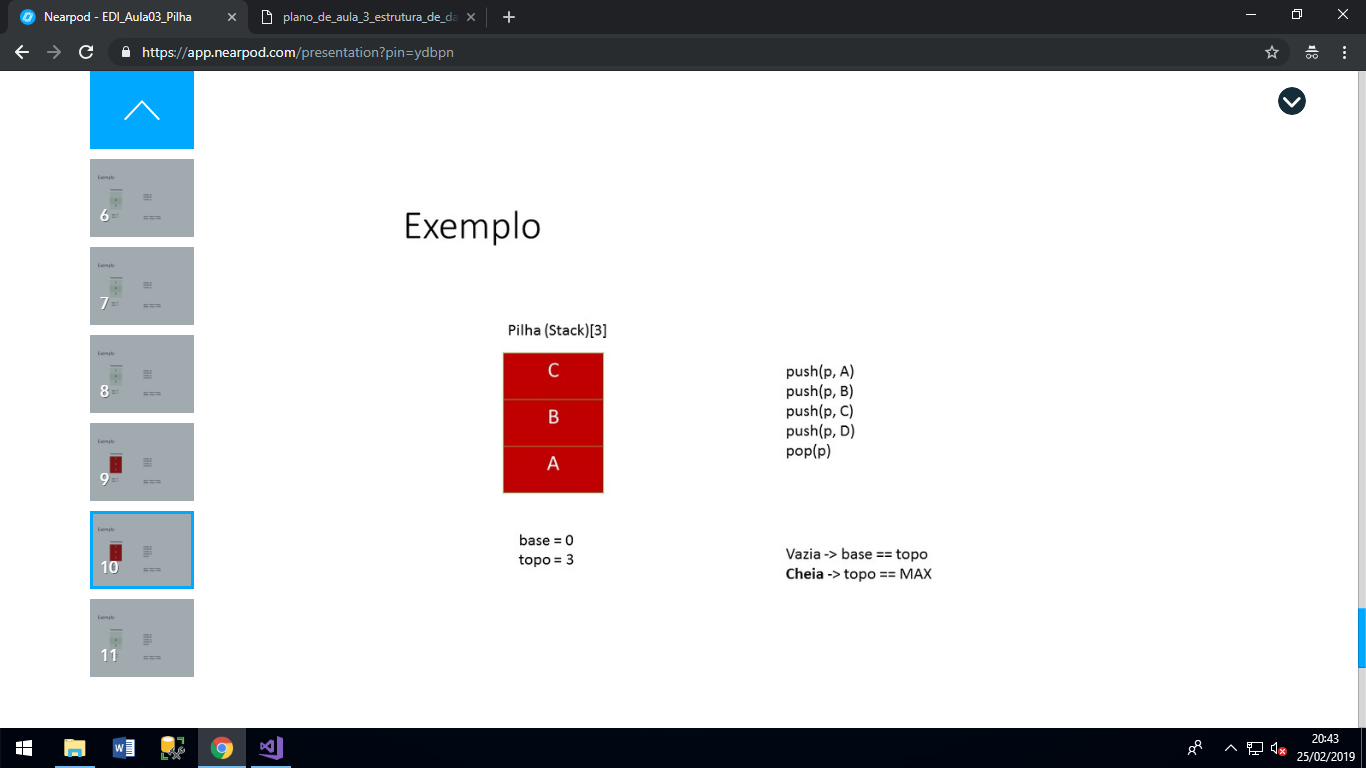 Nearpod - EDI_Aula03_Pilha
plano_de_aula_3_estrutura_de_da
https://app.nearpod.com/presentation?pin=ydbpn
6
7
8
9
10
11
Exemplo
Pilha (Stack)[3]
C
B
A
base = 0
topo = 3
push(p, A)
push(p, B)
push(p, C)
push(p, D)
pop(p)
Vazia -> base == topo
Cheia -> topo == MAX
20:43
25/02/2019